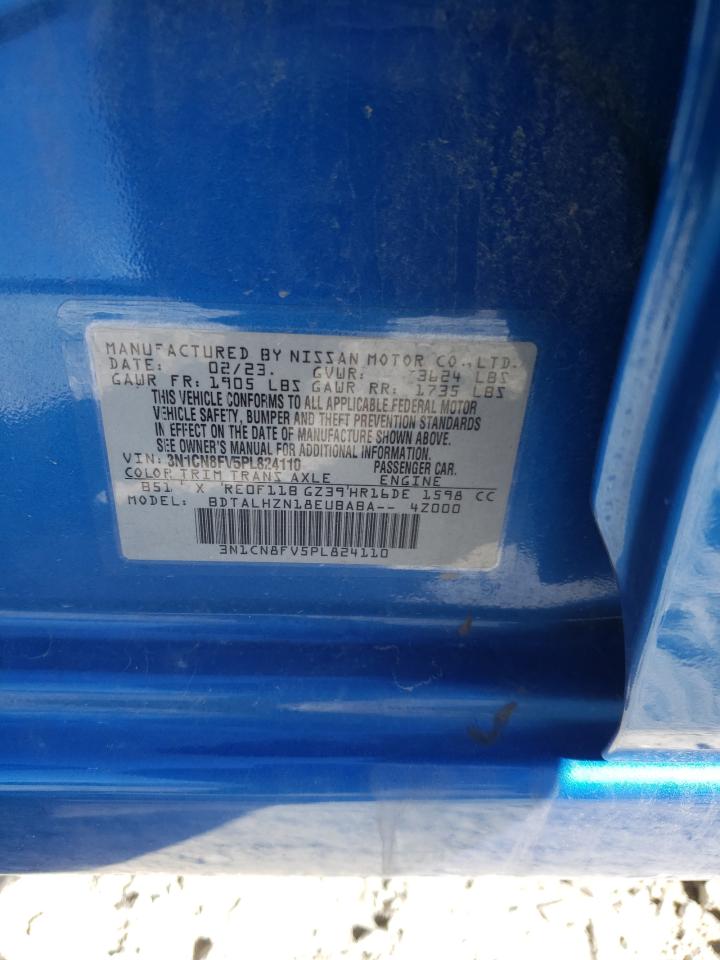 MANUFACTURED BY NISSAN MOTOR CO., LTD.
DATE: 02/23. GVWR: 3624 LBS
GAWR FR: 1905 LBS GAWR RR: 1735 LBS
THIS VEHICLE CONFORMS TO ALL APPLICABLE FEDERAL MOTOR
VEHICLE SAFETY, BUMPER AND THEFT PREVENTION STANDARDS
IN EFFECT ON THE DATE OF MANUFACTURE SHOWN ABOVE.
SEE OWNER'S MANUAL FOR ADDITIONAL INFORMATION.
VIN: 3N1CN8FV5PL824110 PASSENGER CAR.
COLOR TRIM TRANS AXLE ENGINE
B51 X RE0F11B GZ39 HR16DE 1598 CC
MODEL: BDTALHZN18EUBABA-- 4Z000
3N1CN8FV5PL824110